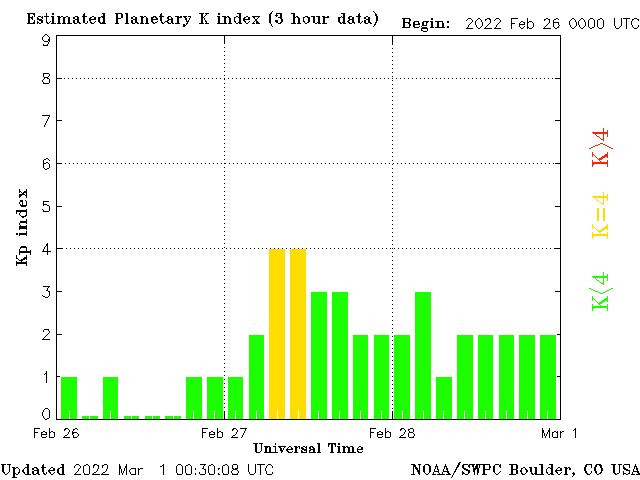 Estimated Planetary K index (3 hour data) Begin: 2022 Feb 26 0000 UTC
9
8
7
6
5
4
3
2
1
0
Kp index
K>4
K=4
K<4
Feb 26 Feb 27 Feb 28 Mar 1
Universal Time
Updated 2022 Mar 1 00:30:08 UTC NOAA/SWPC Boulder, CO USA